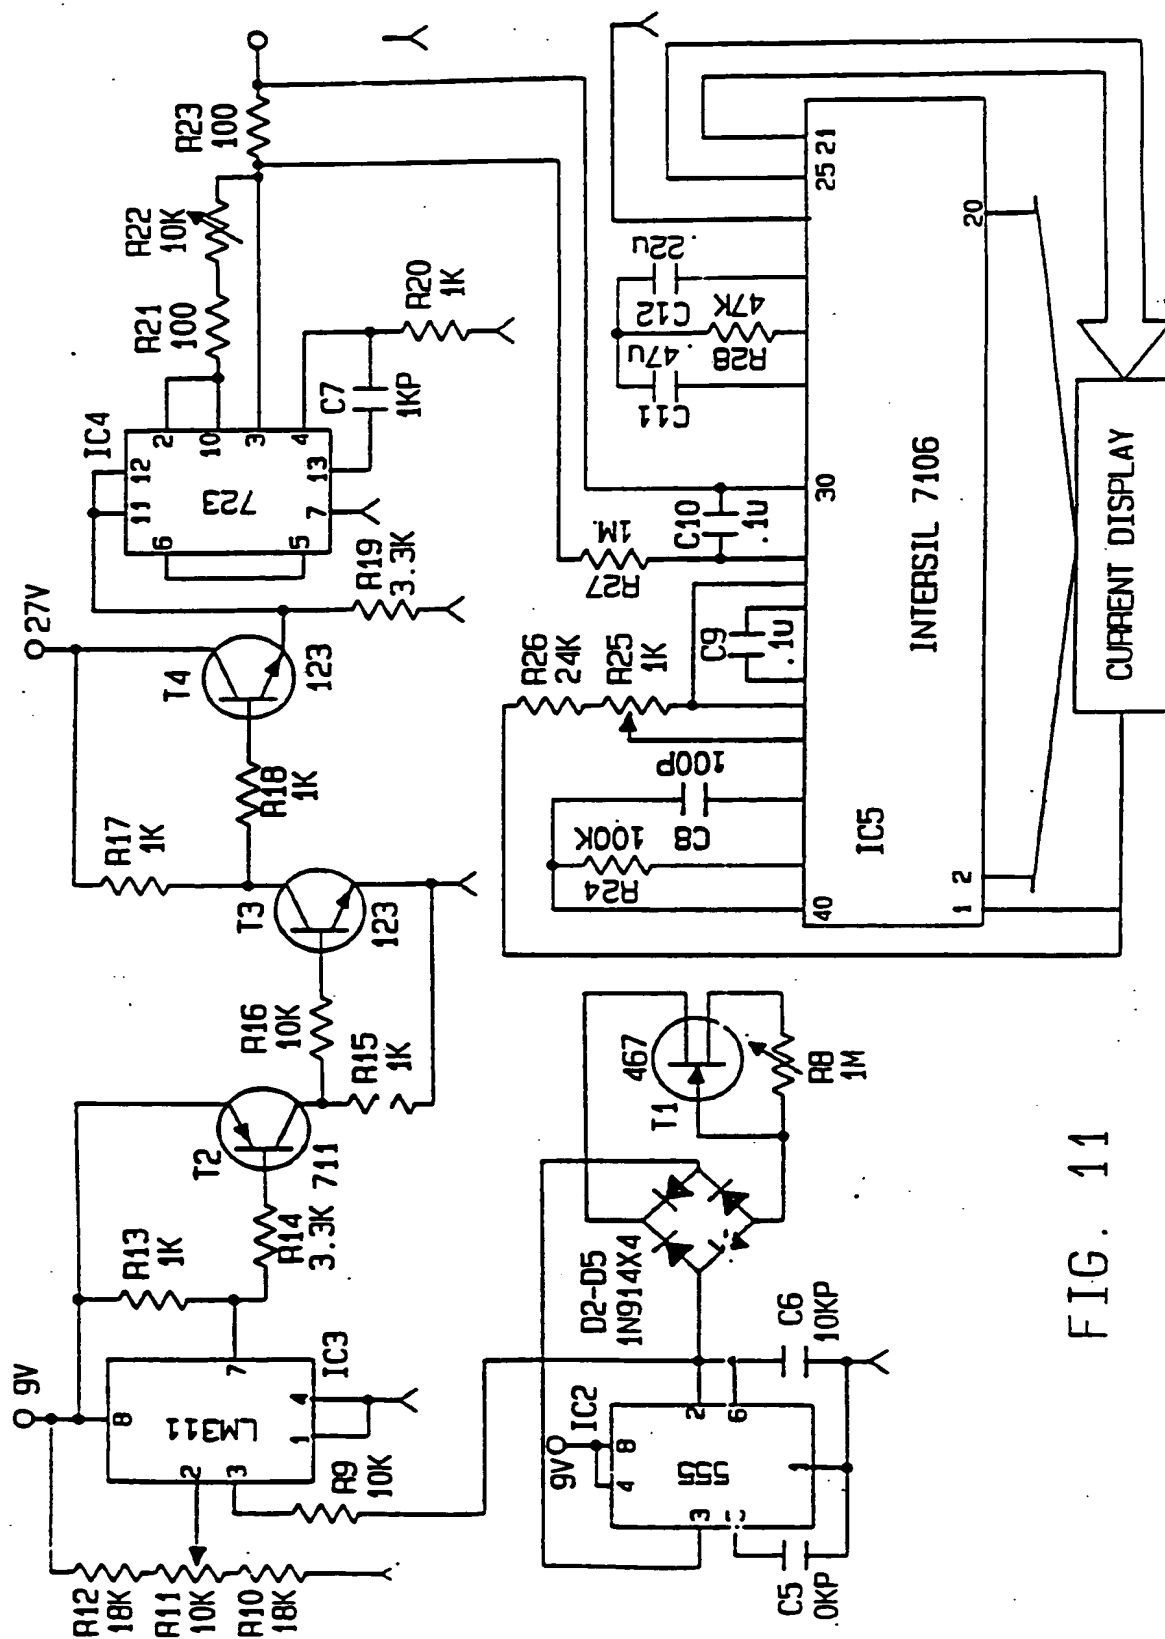 9V
R12
18K
R11
10K
R10
18K
8
2
3
LM311
7
1
4
IC3
R9
10K
R13
1K
R14
3.3K
T2
711
R15
1K
R16
10K
T3
123
R17
1K
R18
1K
T4
123
27V
R19
3.3K
IC4
11
12
6
5
723
2
10
3
4
13
7
C7
1KP
R20
1K
R21
100
R22
10K
R23
100
9V
IC2
4
8
3
555
2
6
1
C5
0KP
C6
10KP
D2-D5
1N914X4
T1
467
R8
1M
R24
100K
C8
100P
R26
24K
R25
1K
C9
.1U
R27
1M
C10
.1U
C11
.47U
R28
47K
C12
.22U
40
30
25
21
IC5
INTERSIL 7106
1
2
20
CURRENT DISPLAY
FIG. 11